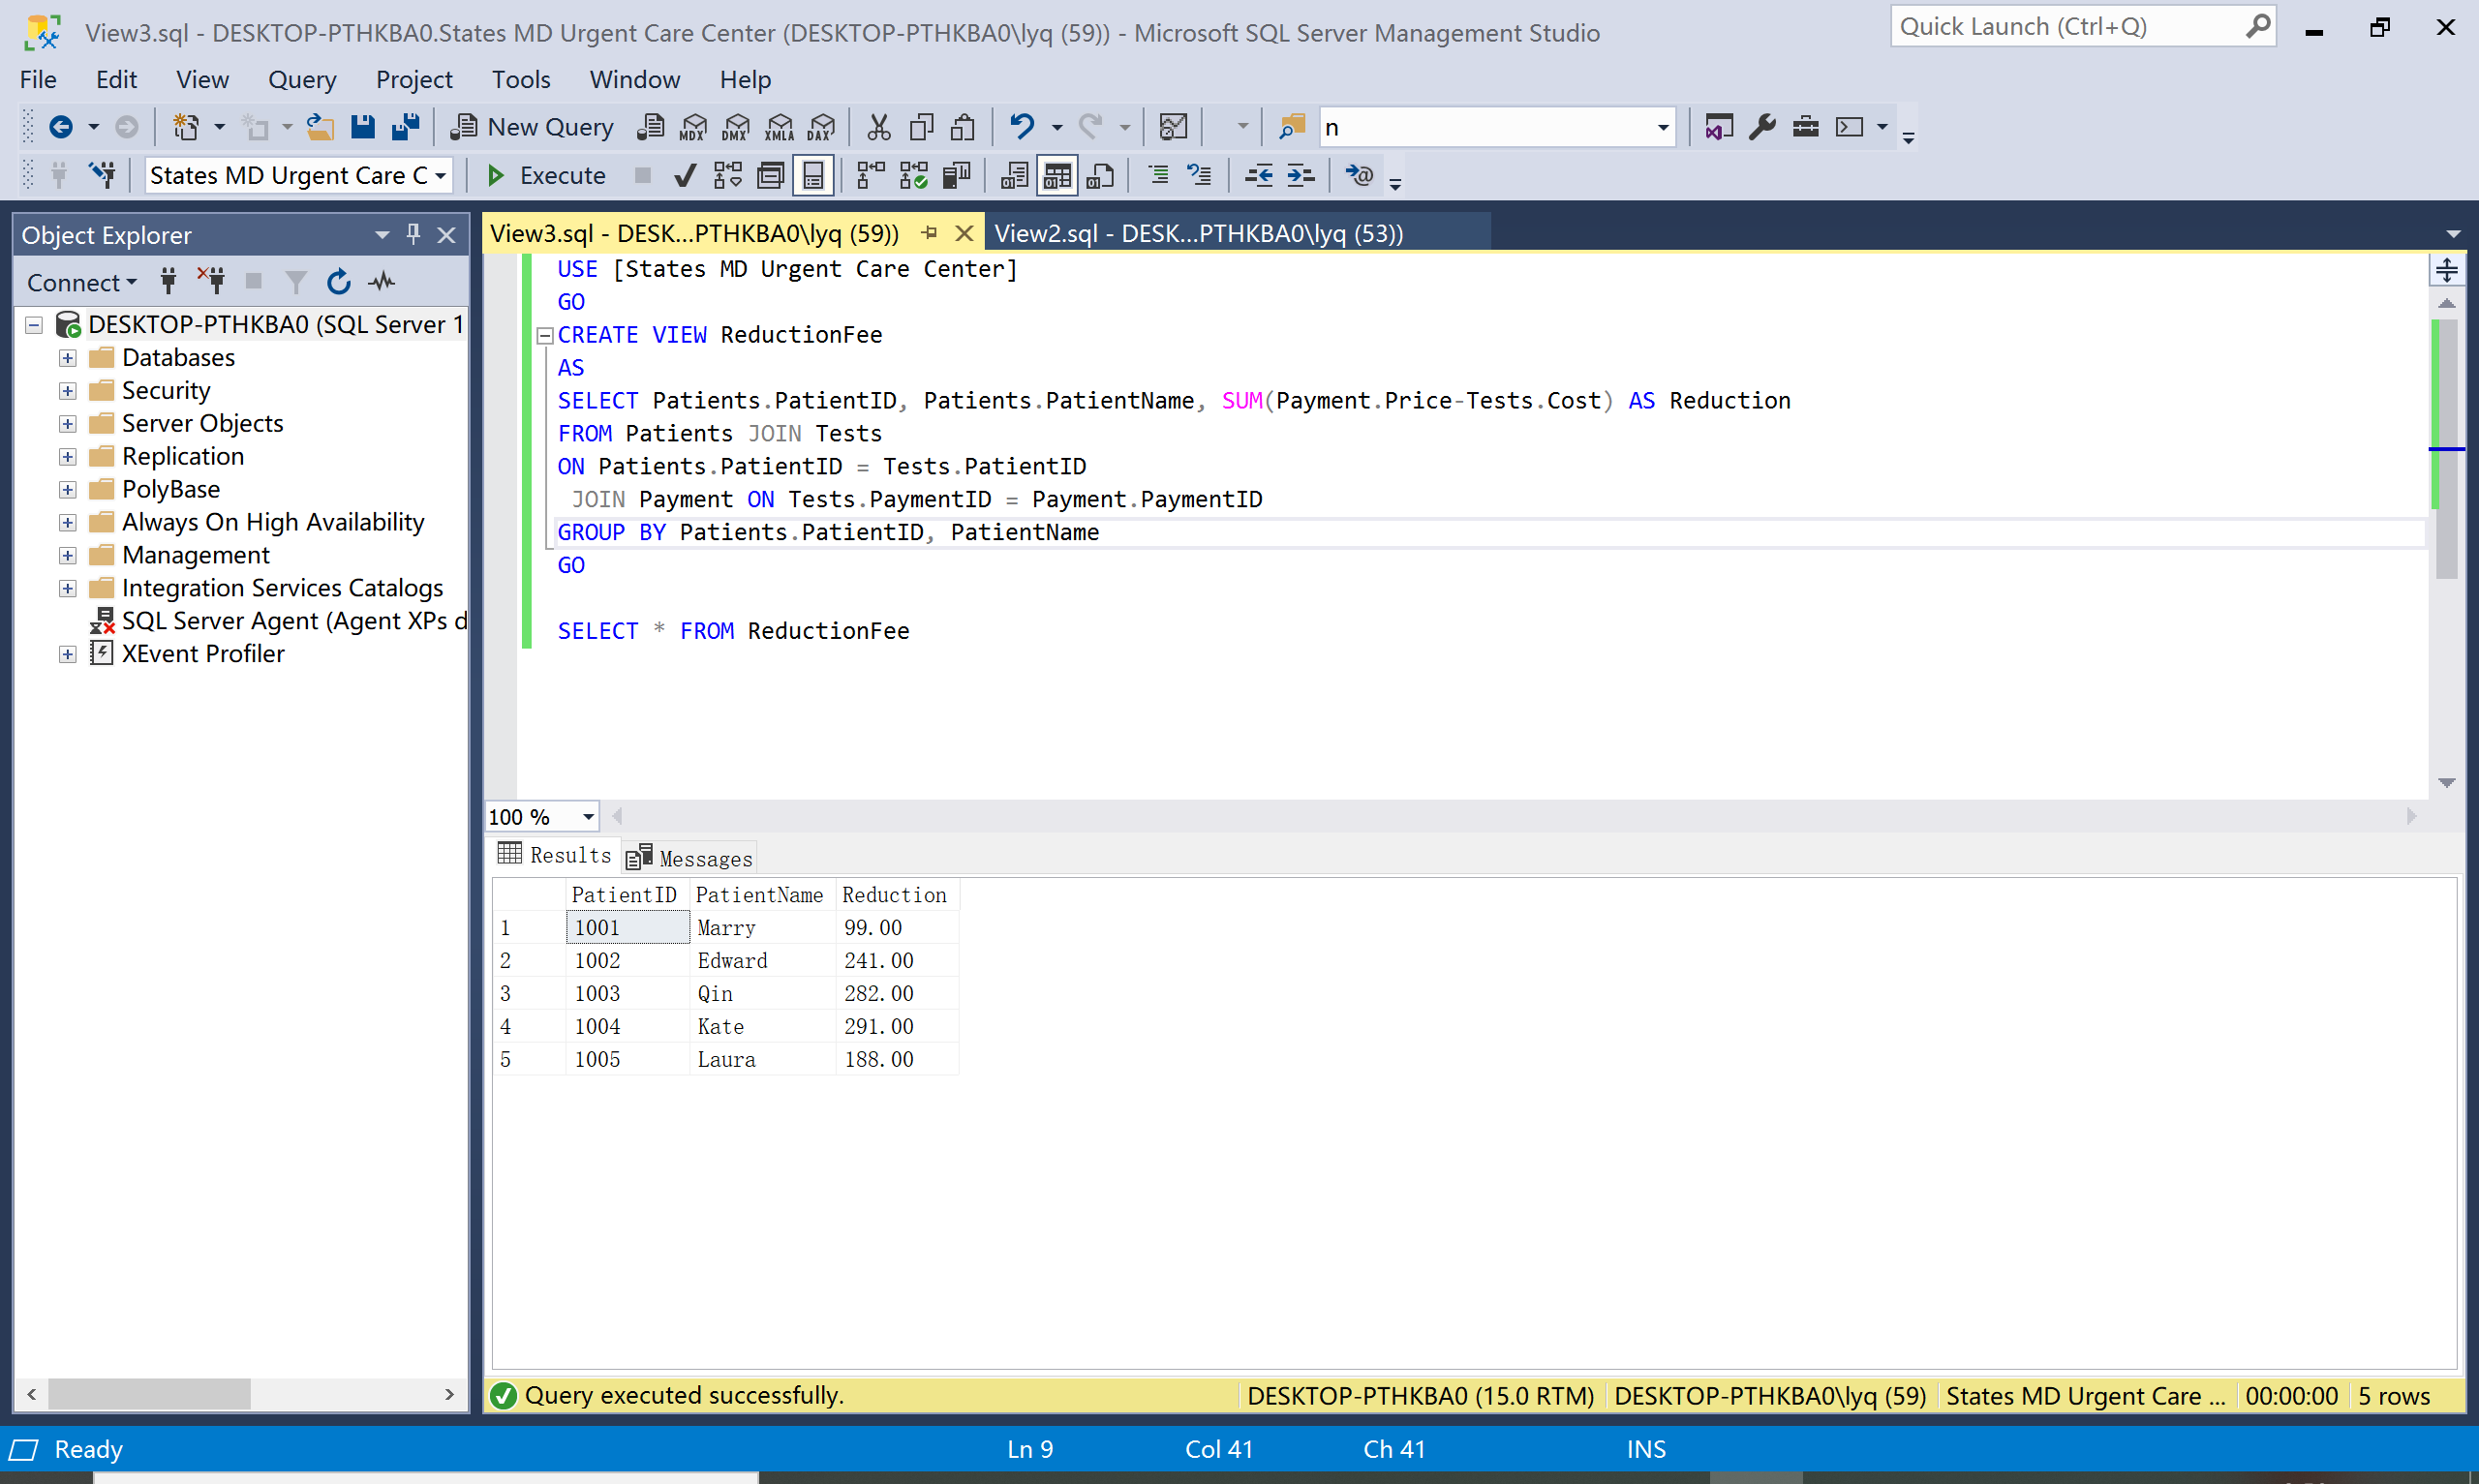 View3.sql - DESKTOP-PTHKBA0.States MD Urgent Care Center (DESKTOP-PTHKBA0\lyq (59)) - Microsoft SQL Server Management Studio
Quick Launch (Ctrl+Q)
File Edit View Query Project Tools Window Help
New Query MDX DMX XMLA DAX n
States MD Urgent Care C Execute
Object Explorer
Connect
DESKTOP-PTHKBA0 (SQL Server 1
Databases
Security
Server Objects
Replication
PolyBase
Always On High Availability
Management
Integration Services Catalogs
SQL Server Agent (Agent XPs d
XEvent Profiler
View3.sql - DESK...PTHKBA0\lyq (59)) View2.sql - DESK...PTHKBA0\lyq (53))
USE [States MD Urgent Care Center]
GO
CREATE VIEW ReductionFee
AS
SELECT Patients.PatientID, Patients.PatientName, SUM(Payment.Price-Tests.Cost) AS Reduction
FROM Patients JOIN Tests
ON Patients.PatientID = Tests.PatientID
JOIN Payment ON Tests.PaymentID = Payment.PaymentID
GROUP BY Patients.PatientID, PatientName
GO
SELECT * FROM ReductionFee
100 %
Results Messages
PatientID PatientName Reduction
1 1001 Marry 99.00
2 1002 Edward 241.00
3 1003 Qin 282.00
4 1004 Kate 291.00
5 1005 Laura 188.00
Query executed successfully. DESKTOP-PTHKBA0 (15.0 RTM) DESKTOP-PTHKBA0\lyq (59) States MD Urgent Care ... 00:00:00 5 rows
Ready Ln 9 Col 41 Ch 41 INS